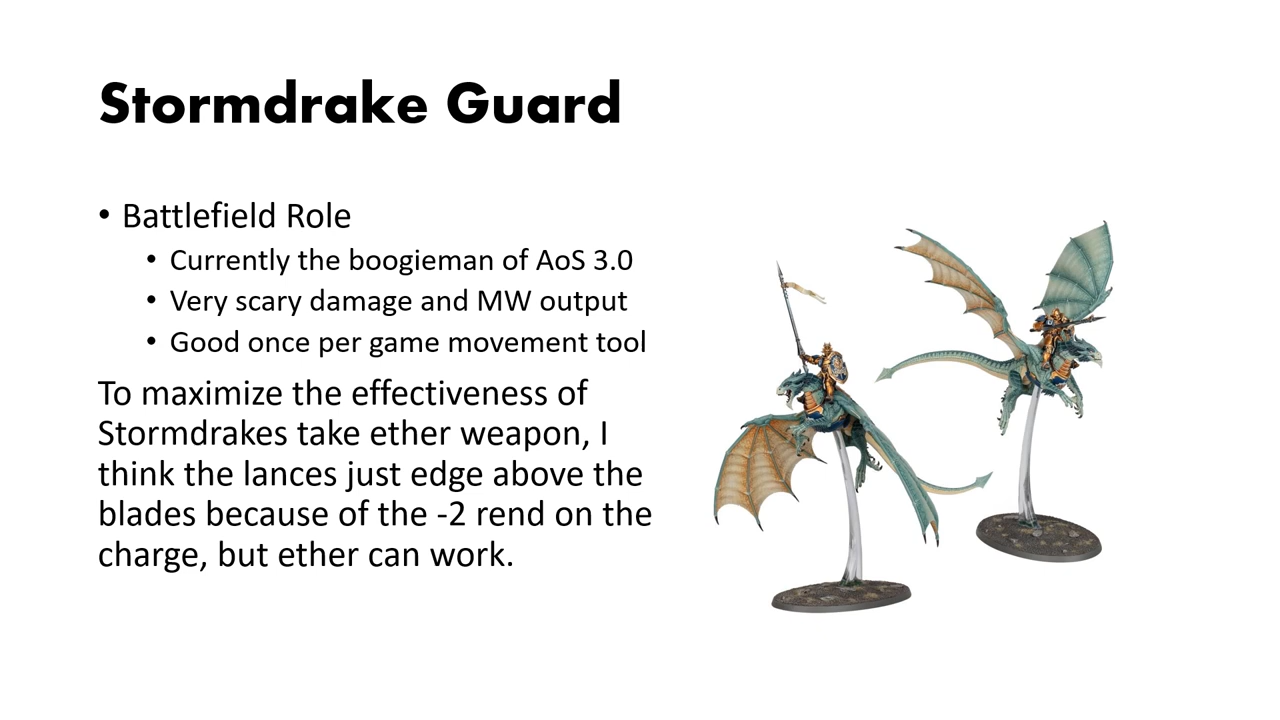 Stormdrake Guard
• Battlefield Role
• Currently the boogieman of AoS 3.0
• Very scary damage and MW output
• Good once per game movement tool
To maximize the effectiveness of
Stormdrakes take ether weapon, I
think the lances just edge above the
blades because of the -2 rend on the
charge, but ether can work.